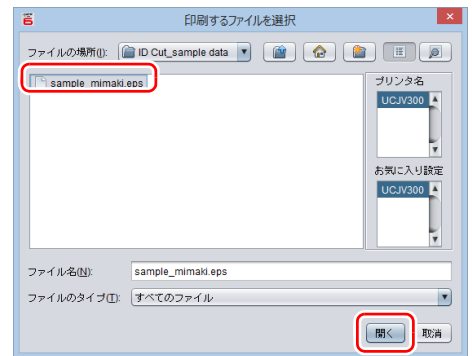 印刷するファイルを選択
ファイルの場所(I): ID Cut_sample data
sample_mimaki.eps
プリンタ名
UCJV300
お気に入り設定
UCJV300
ファイル名(N): sample_mimaki.eps
ファイルのタイプ(T): すべてのファイル
開く 取消